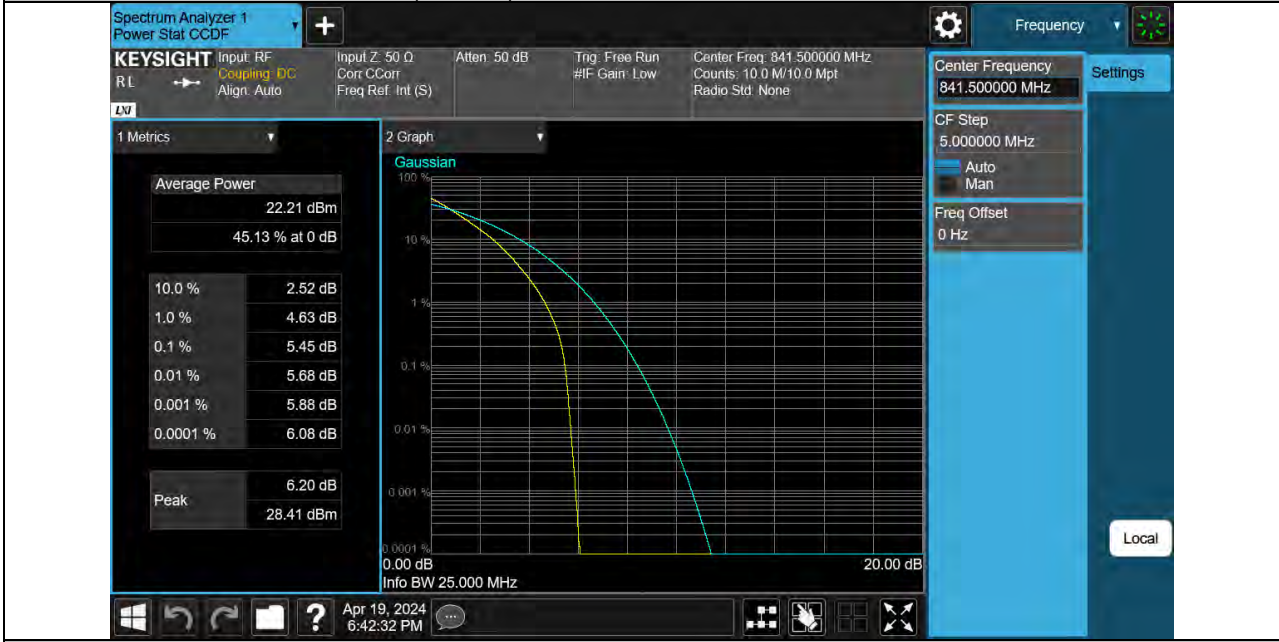 Spectrum Analyzer 1
Power Stat CCDF
+
Frequency
KEYSIGHT
RL
LXI
Input: RF
Coupling: DC
Align: Auto
Input Z: 50 Ω
Corr CCorr
Freq Ref: Int (S)
Atten: 50 dB
Trig: Free Run
#IF Gain: Low
Center Freq: 841.500000 MHz
Counts: 10.0 M/10.0 Mpt
Radio Std: None
Center Frequency
841.500000 MHz
Settings
CF Step
5.000000 MHz
Auto
Man
Freq Offset
0 Hz
1 Metrics
Average Power
22.21 dBm
45.13 % at 0 dB
10.0 % 2.52 dB
1.0 % 4.63 dB
0.1 % 5.45 dB
0.01 % 5.68 dB
0.001 % 5.88 dB
0.0001 % 6.08 dB
Peak
6.20 dB
28.41 dBm
2 Graph
Gaussian
100 %
10 %
1 %
0.1 %
0.01 %
0.001 %
0.0001 %
0.00 dB
20.00 dB
Info BW 25.000 MHz
Local
?
Apr 19, 2024
6:42:32 PM